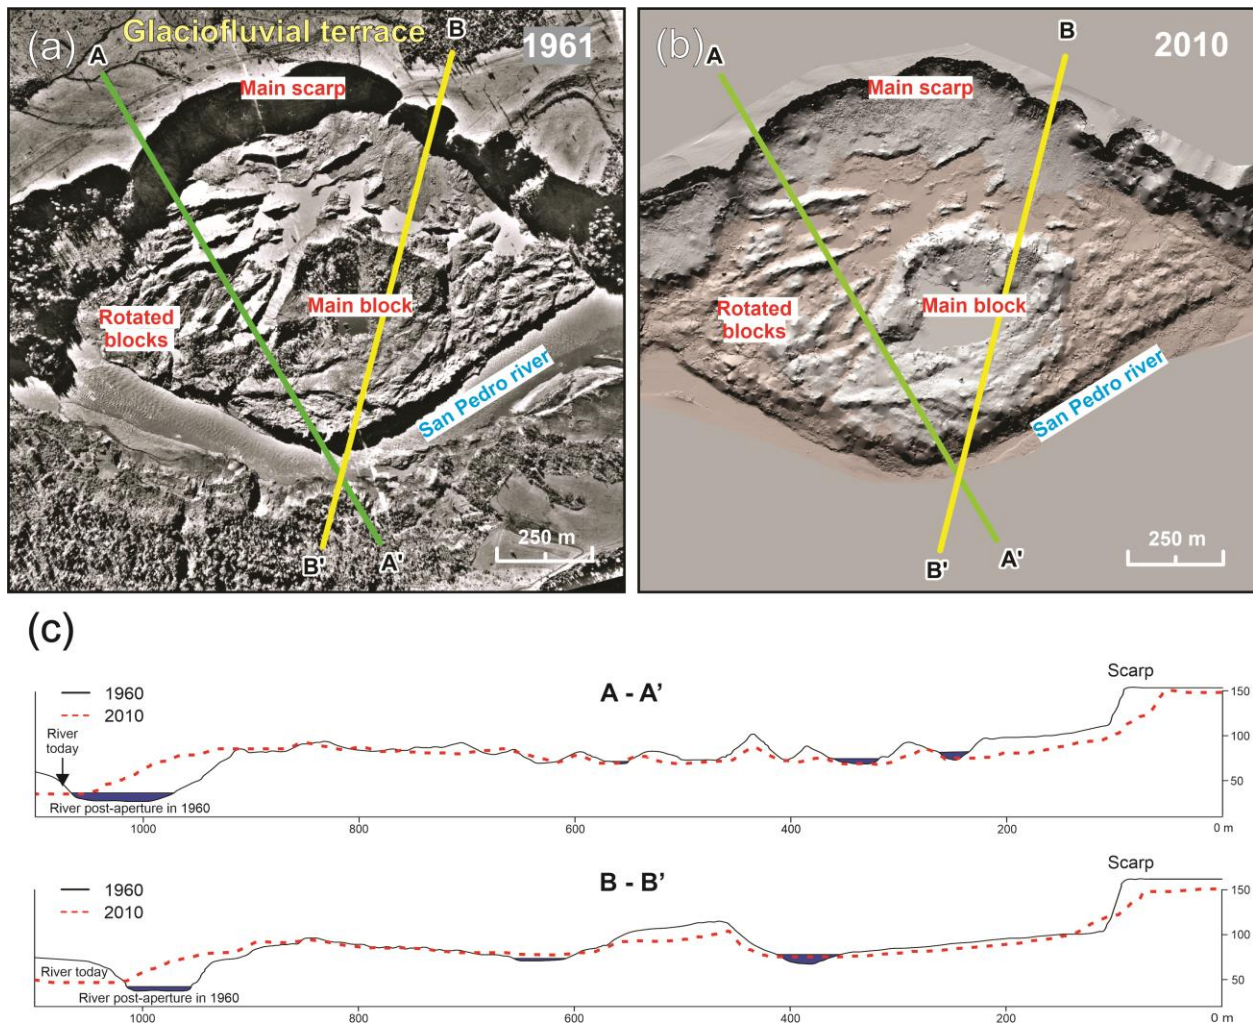 (a)
A
Glaciofluvial terrace
B
1961
Main scarp
Main block
Rotated
blocks
San Pedro river
B'
A'
250 m
(b)
A
B
2010
Main scarp
Main block
Rotated
blocks
San Pedro river
B'
A'
250 m
(c)
A - A’
Scarp
1960
2010
River
today
River post-aperture in 1960
150
100
50
1000
800
600
400
200
0 m
B - B’
Scarp
1960
2010
River today
River post-aperture in 1960
150
100
50
1000
800
600
400
200
0 m